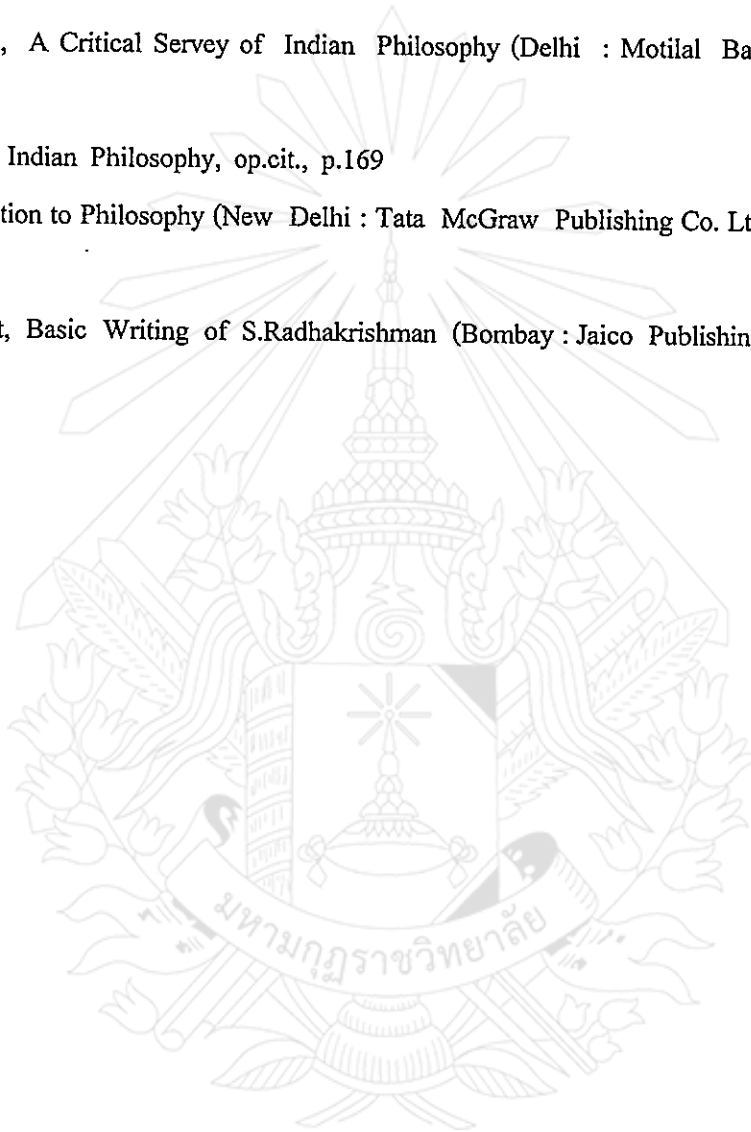 , A Critical Servey of Indian Philosophy (Delhi : Motilal Ba
Indian Philosophy, op.cit., p.169
tion to Philosophy (New Delhi : Tata McGraw Publishing Co. Lt
t, Basic Writing of S.Radhakrishman (Bombay : Jaico Publishin
มหามกุฏราชวิทยาลัย